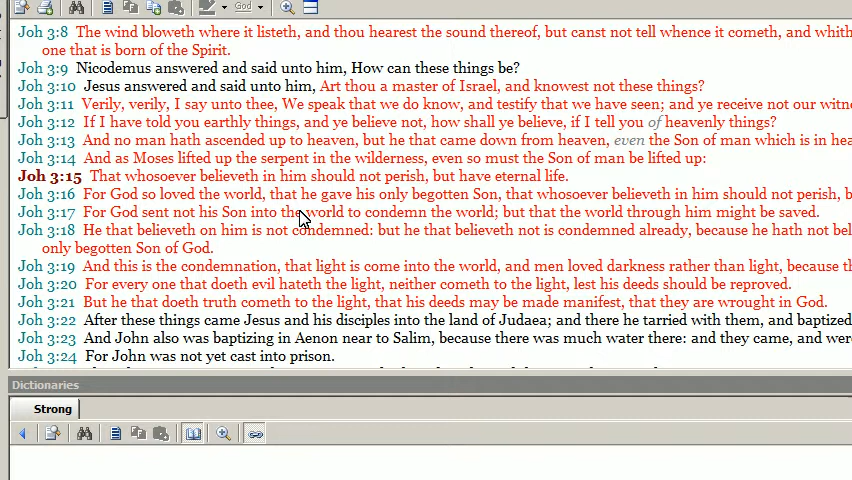 God
Joh 3:8 The wind bloweth where it listeth, and thou hearest the sound thereof, but canst not tell whence it cometh, and whith
one that is born of the Spirit.
Joh 3:9 Nicodemus answered and said unto him, How can these things be?
Joh 3:10 Jesus answered and said unto him, Art thou a master of Israel, and knowest not these things?
Joh 3:11 Verily, verily, I say unto thee, We speak that we do know, and testify that we have seen; and ye receive not our witn
Joh 3:12 If I have told you earthly things, and ye believe not, how shall ye believe, if I tell you of heavenly things?
Joh 3:13 And no man hath ascended up to heaven, but he that came down from heaven, even the Son of man which is in hea
Joh 3:14 And as Moses lifted up the serpent in the wilderness, even so must the Son of man be lifted up:
Joh 3:15 That whosoever believeth in him should not perish, but have eternal life.
Joh 3:16 For God so loved the world, that he gave his only begotten Son, that whosoever believeth in him should not perish, b
Joh 3:17 For God sent not his Son into the world to condemn the world; but that the world through him might be saved.
Joh 3:18 He that believeth on him is not condemned: but he that believeth not is condemned already, because he hath not bel
only begotten Son of God.
Joh 3:19 And this is the condemnation, that light is come into the world, and men loved darkness rather than light, because th
Joh 3:20 For every one that doeth evil hateth the light, neither cometh to the light, lest his deeds should be reproved.
Joh 3:21 But he that doeth truth cometh to the light, that his deeds may be made manifest, that they are wrought in God.
Joh 3:22 After these things came Jesus and his disciples into the land of Judaea; and there he tarried with them, and baptized
Joh 3:23 And John also was baptizing in Aenon near to Salim, because there was much water there: and they came, and were
Joh 3:24 For John was not yet cast into prison.
Dictionaries
Strong